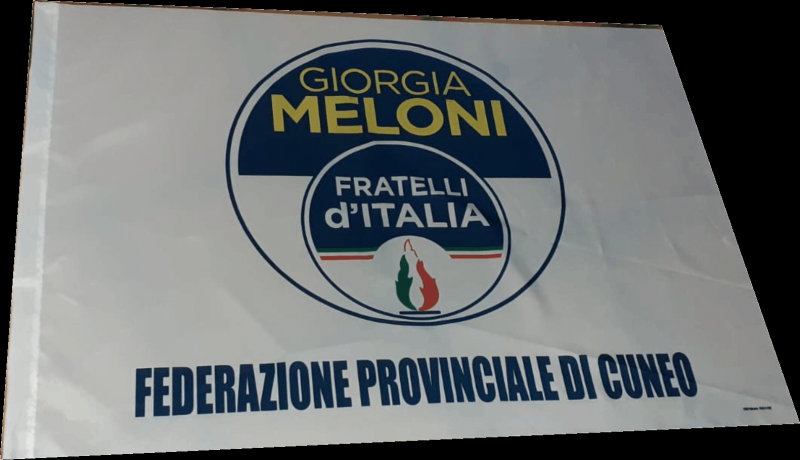 GIORGIA
MELONI
FRATELLI
d'ITALIA
FEDERAZIONE PROVINCIALE DI CUNEO